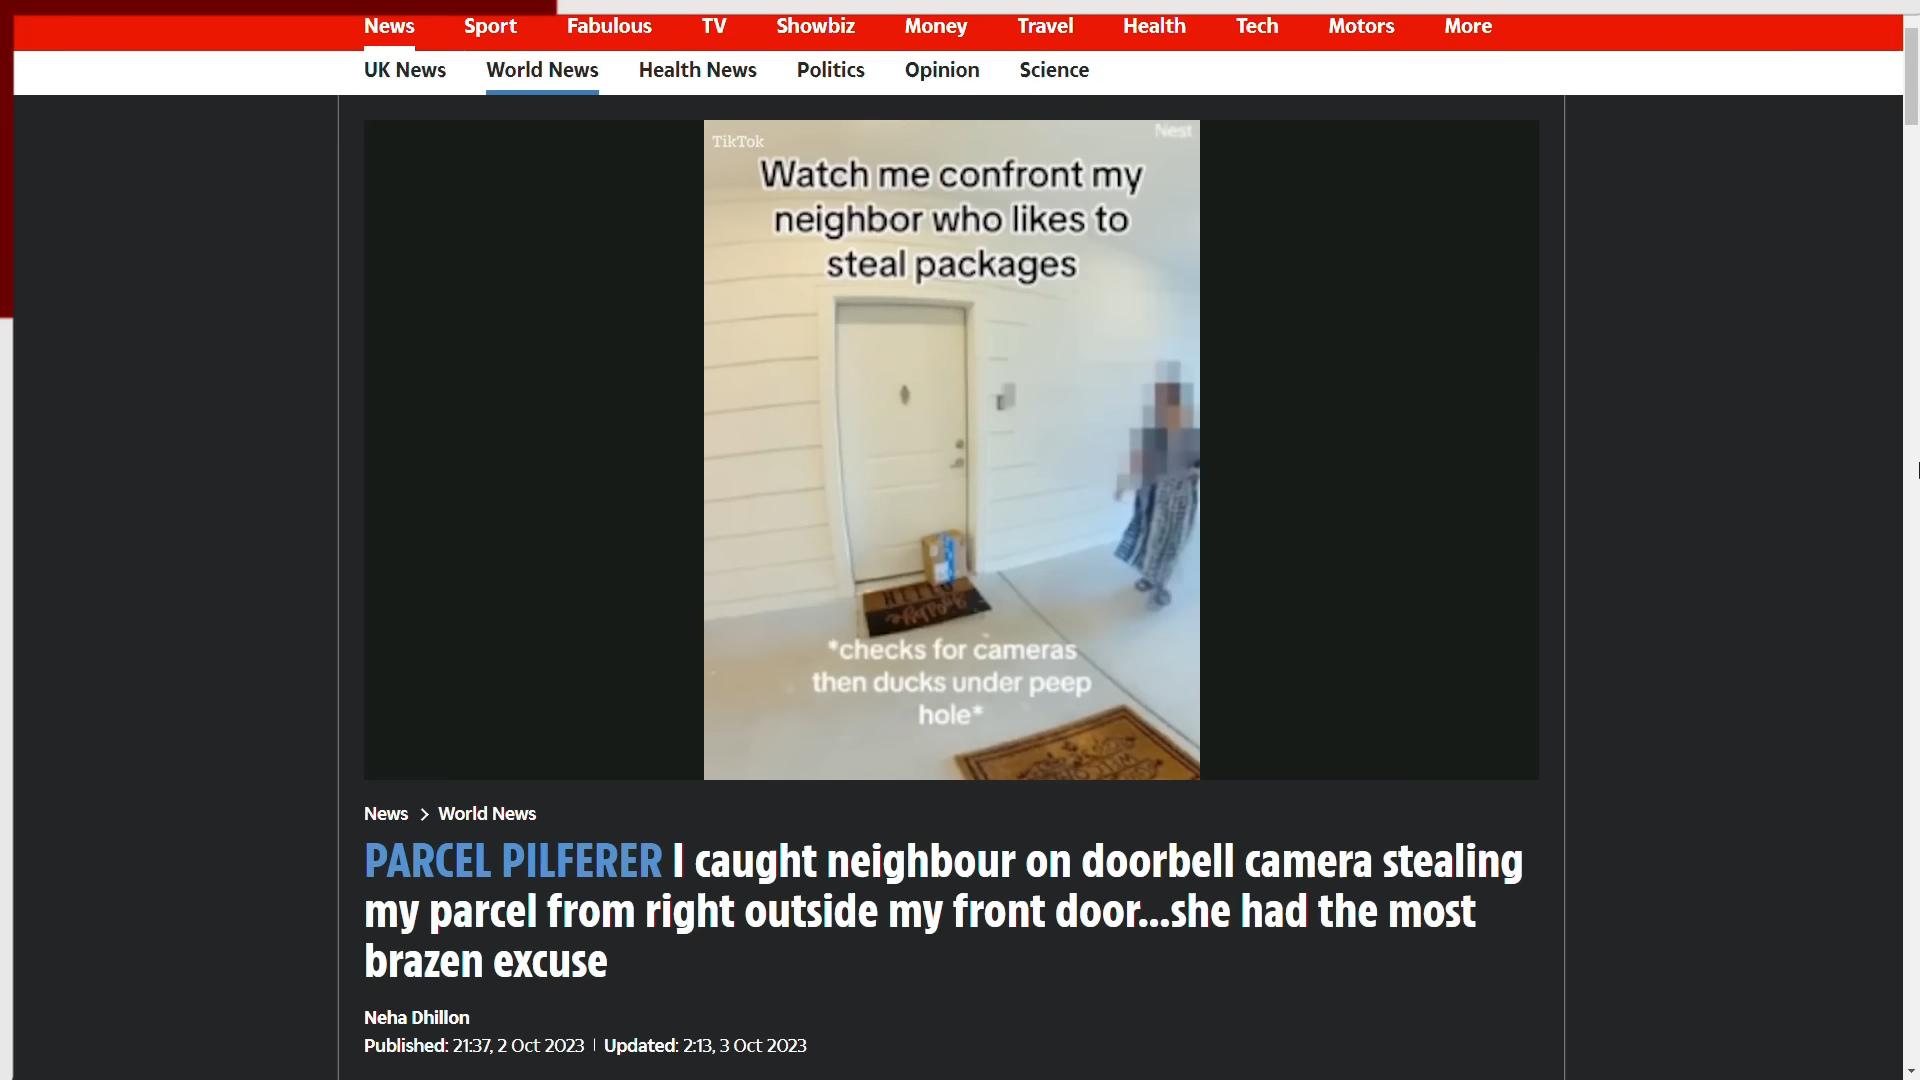 News Sport Fabulous TV Showbiz Money Travel Health Tech Motors More
UK News World News Health News Politics Opinion Science
TikTok
Nest
Watch me confront my
neighbor who likes to
steal packages
*checks for cameras
then ducks under peep
hole*
News > World News
PARCEL PILFERER I caught neighbour on doorbell camera stealing
my parcel from right outside my front door...she had the most
brazen excuse
Neha Dhillon
Published: 21:37, 2 Oct 2023 | Updated: 2:13, 3 Oct 2023